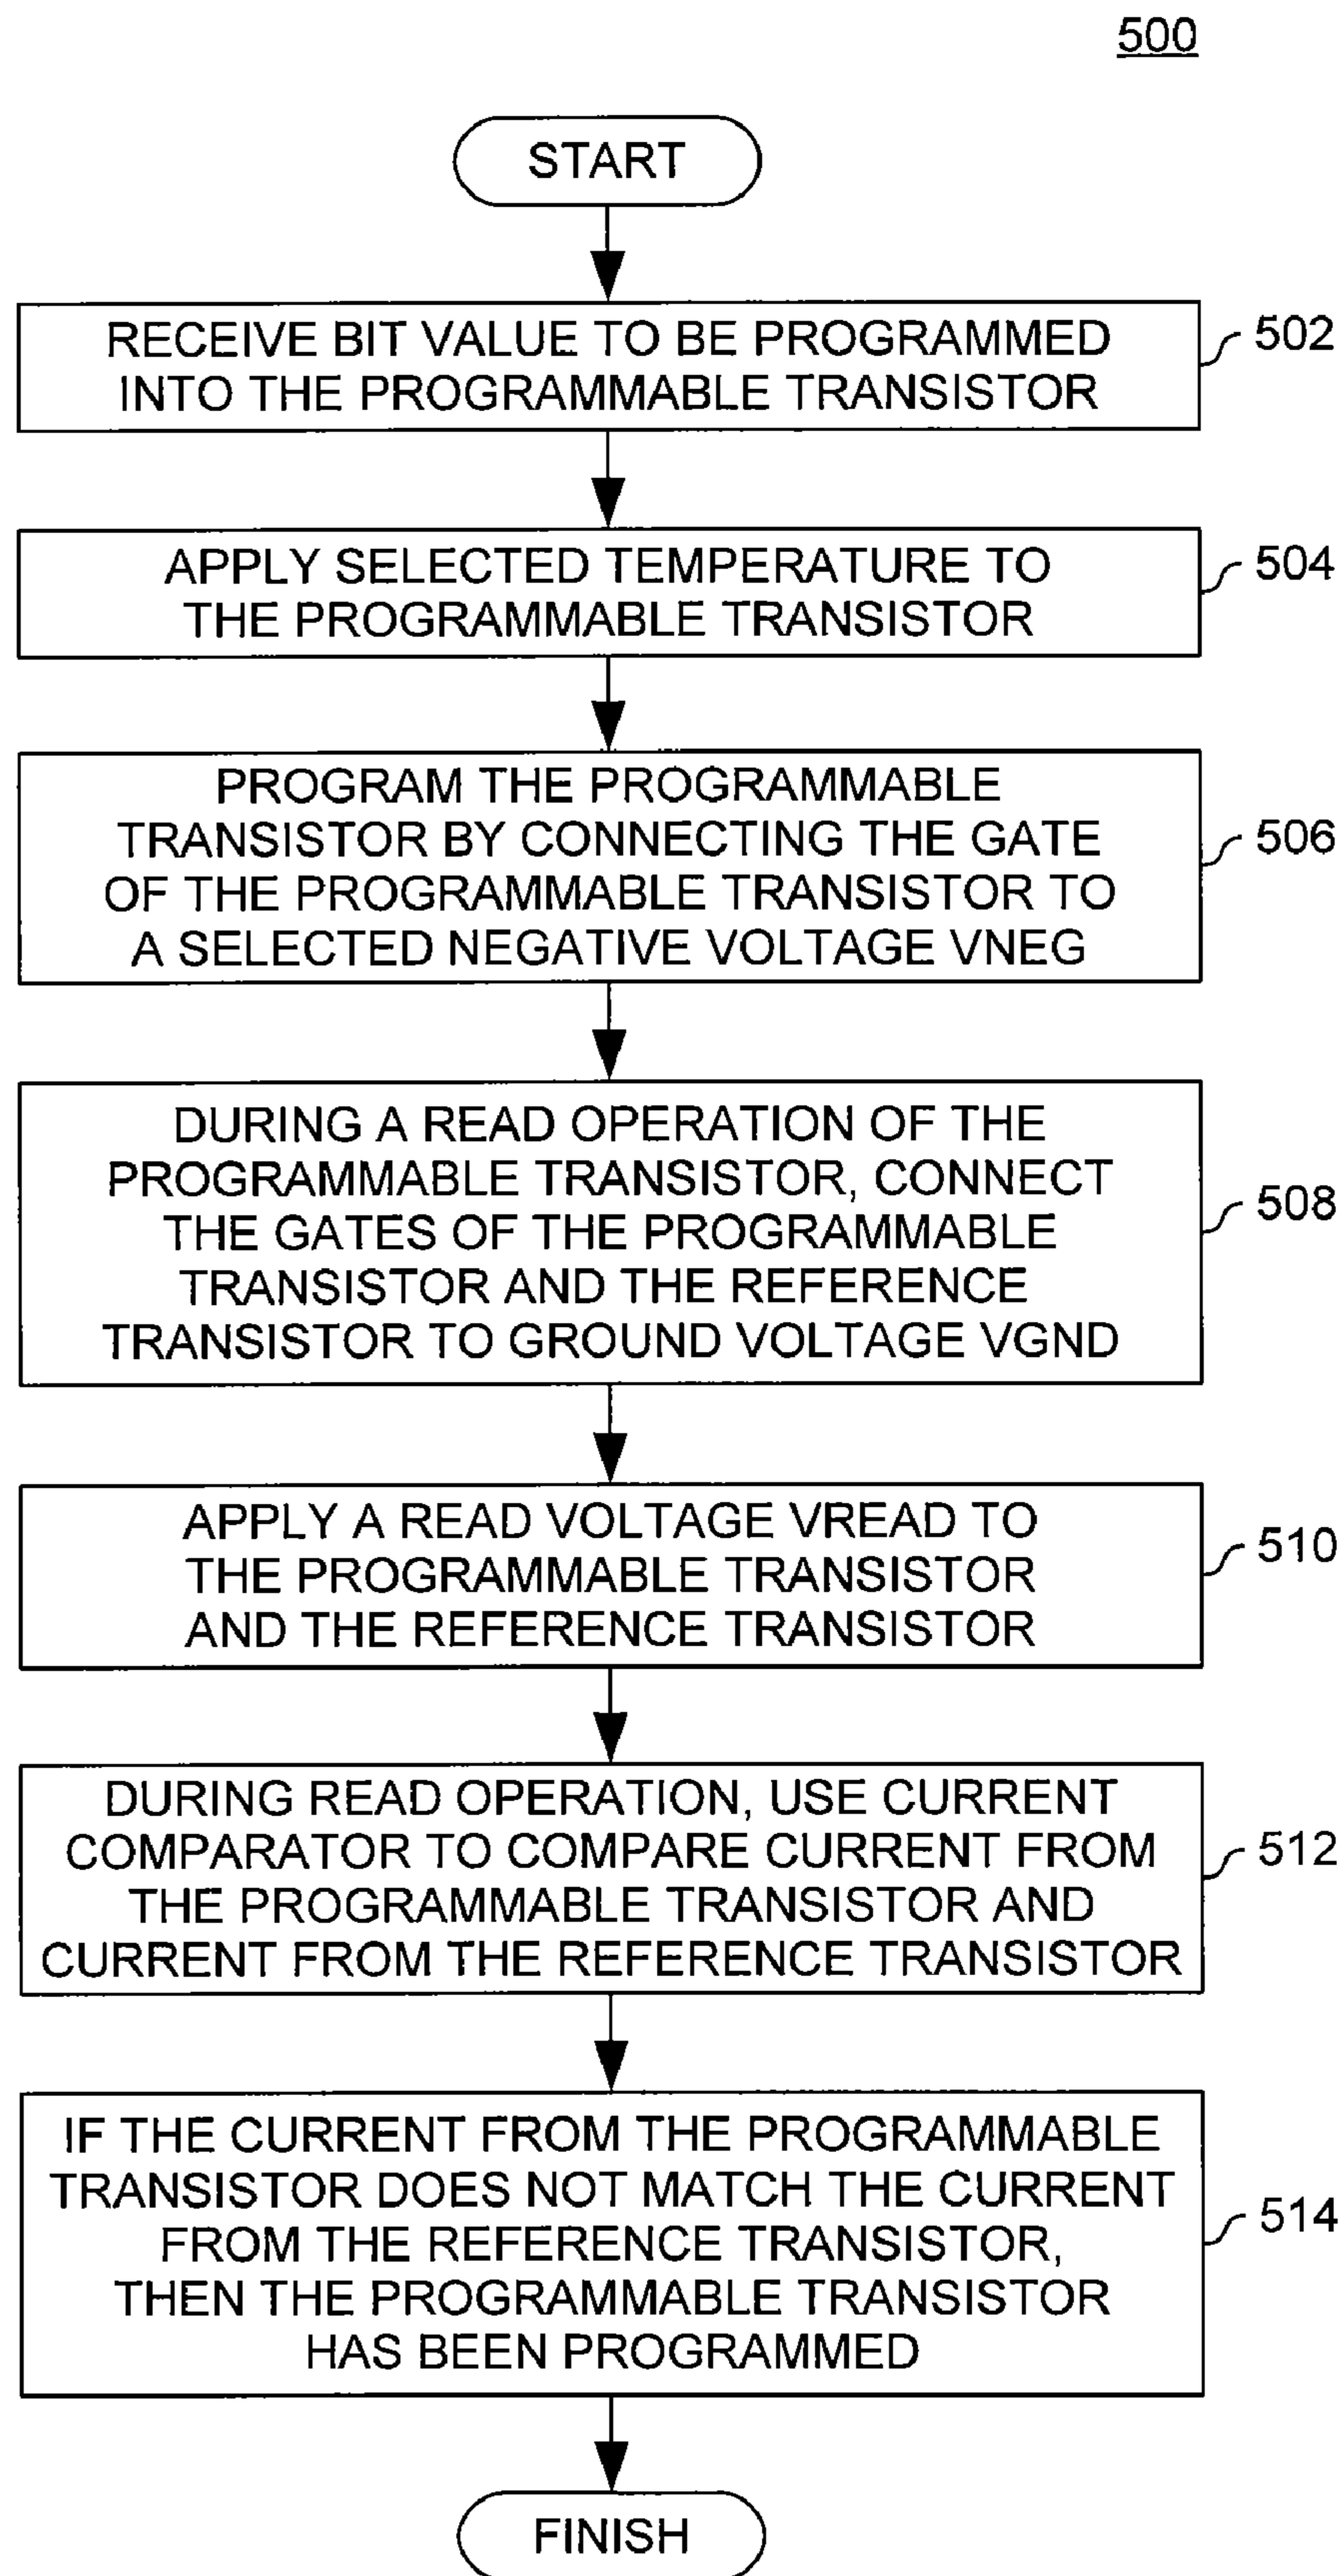 500
START
RECEIVE BIT VALUE TO BE PROGRAMMED
INTO THE PROGRAMMABLE TRANSISTOR
502
APPLY SELECTED TEMPERATURE TO
THE PROGRAMMABLE TRANSISTOR
504
PROGRAM THE PROGRAMMABLE
TRANSISTOR BY CONNECTING THE GATE
OF THE PROGRAMMABLE TRANSISTOR TO
A SELECTED NEGATIVE VOLTAGE VNEG
506
DURING A READ OPERATION OF THE
PROGRAMMABLE TRANSISTOR, CONNECT
THE GATES OF THE PROGRAMMABLE
TRANSISTOR AND THE REFERENCE
TRANSISTOR TO GROUND VOLTAGE VGND
508
APPLY A READ VOLTAGE VREAD TO
THE PROGRAMMABLE TRANSISTOR
AND THE REFERENCE TRANSISTOR
510
DURING READ OPERATION, USE CURRENT
COMPARATOR TO COMPARE CURRENT FROM
THE PROGRAMMABLE TRANSISTOR AND
CURRENT FROM THE REFERENCE TRANSISTOR
512
IF THE CURRENT FROM THE PROGRAMMABLE
TRANSISTOR DOES NOT MATCH THE CURRENT
FROM THE REFERENCE TRANSISTOR,
THEN THE PROGRAMMABLE TRANSISTOR
HAS BEEN PROGRAMMED
514
FINISH